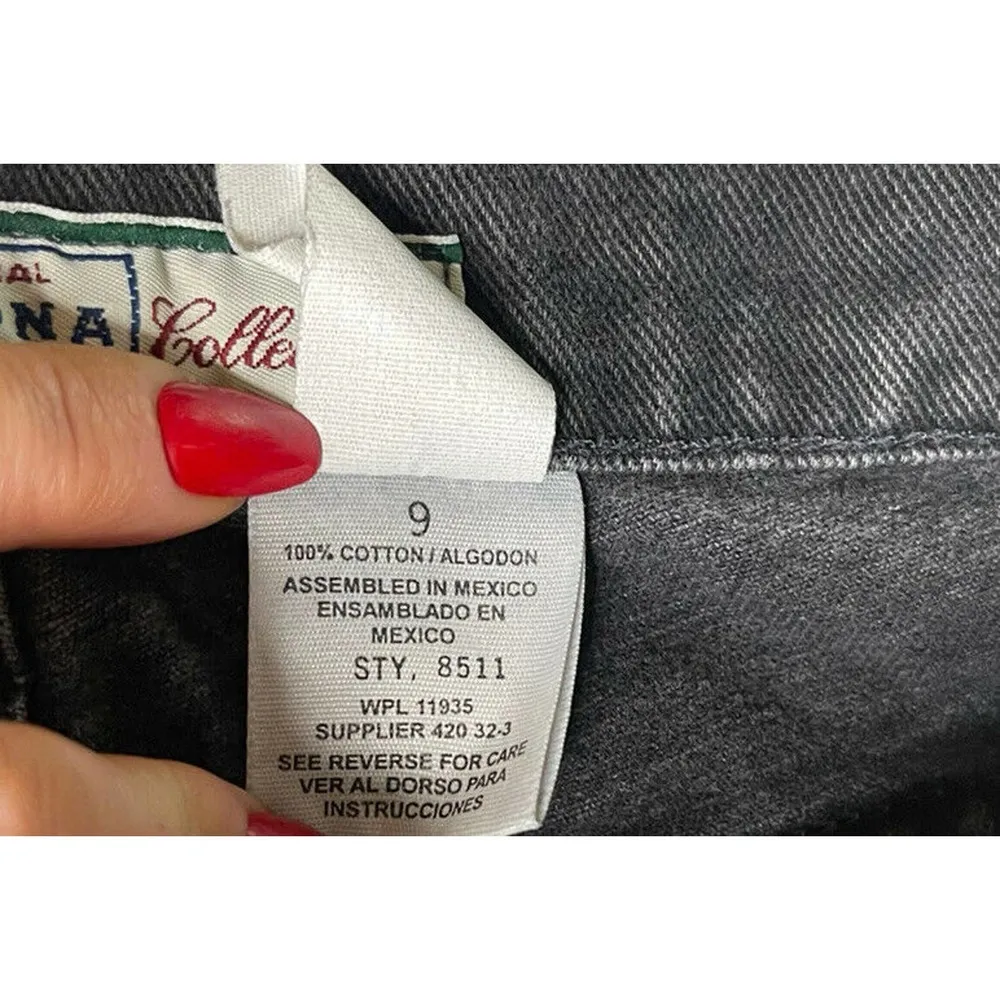 9
100% COTTON / ALGODON
ASSEMBLED IN MEXICO
ENSAMBLADO EN
MEXICO
STY, 8511
WPL 11935
SUPPLIER 420 32-3
SEE REVERSE FOR CARE
VER AL DORSO PARA
INSTRUCCIONES